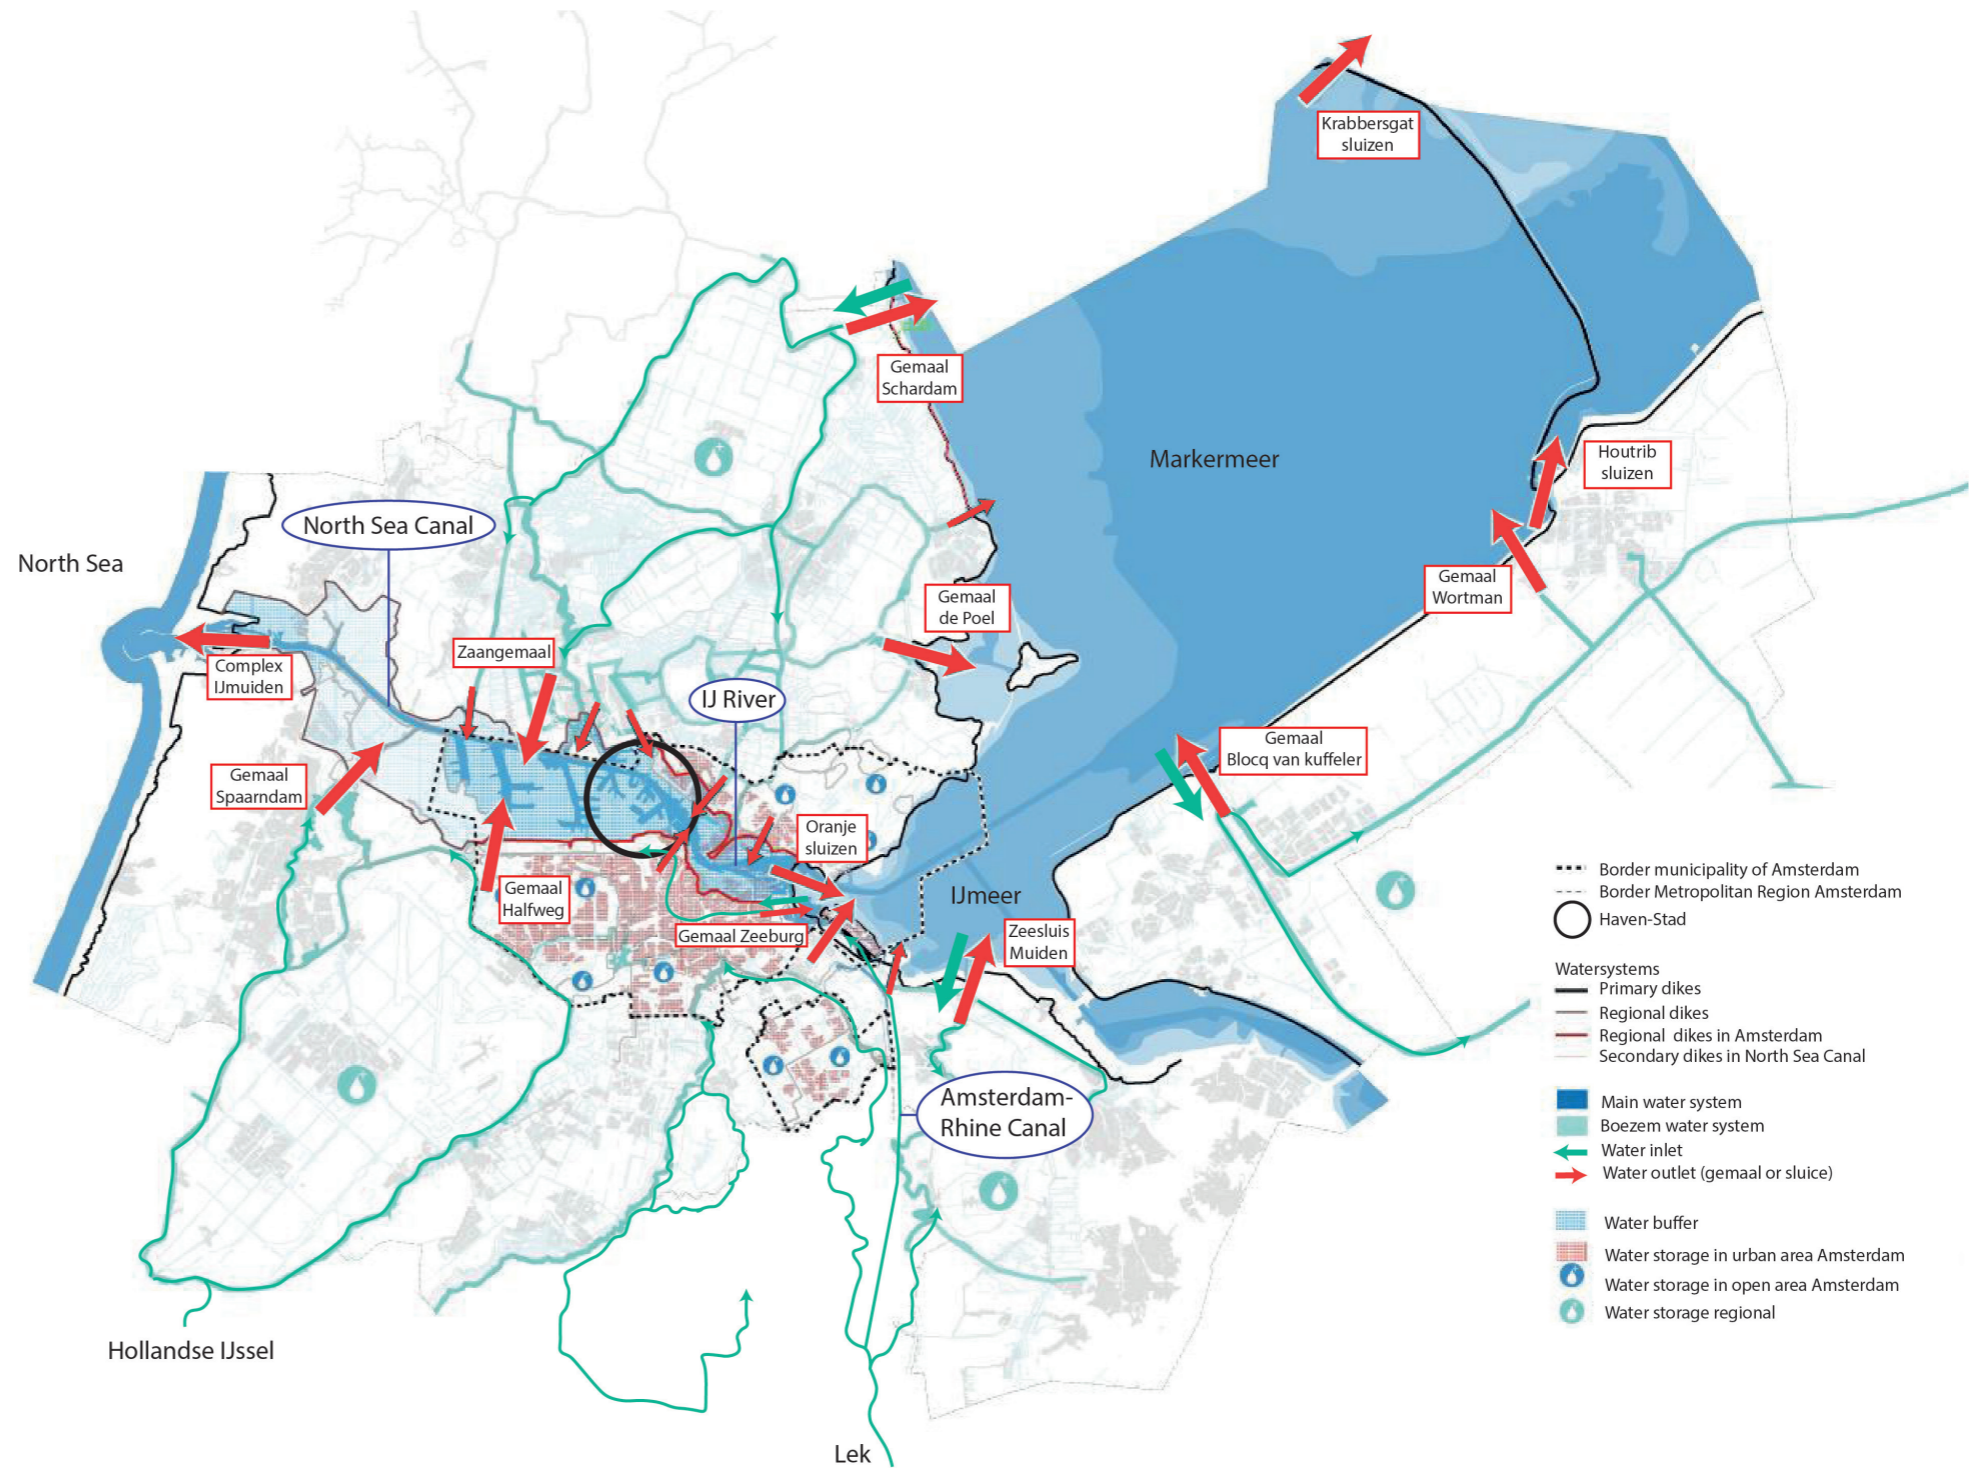 Krabbersgat
sluizen
Gemaal
Schardam
Markermeer
Houtrib
sluizen
North Sea Canal
North Sea
Gemaal
Wortman
Gemaal
de Poel
Zaangemaal
Complex
IJmuiden
IJ River
Gemaal
Blocq van kuffeler
Gemaal
Spaarndam
Oranje
sluizen
Gemaal
Halfweg
IJmeer
Gemaal Zeeburg
Zeesluis
Muiden
Amsterdam-
Rhine Canal
Hollandse IJssel
Lek
Border municipality of Amsterdam
Border Metropolitan Region Amsterdam
Haven-Stad
Watersystems
Primary dikes
Regional dikes
Regional dikes in Amsterdam
Secondary dikes in North Sea Canal
Main water system
Boezem water system
Water inlet
Water outlet (gemaal or sluice)
Water buffer
Water storage in urban area Amsterdam
Water storage in open area Amsterdam
Water storage regional